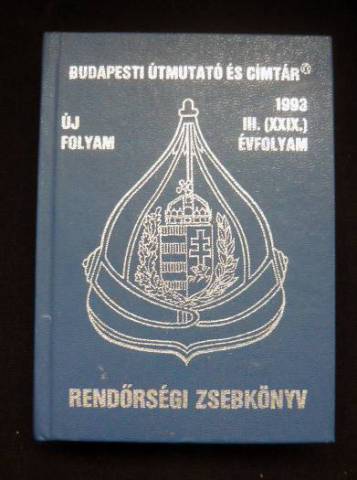 BUDAPESTI ÚTMUTATÓ ÉS CÍMTÁR®
ÚJ
FOLYAM
1993
III. (XXIX.)
ÉVFOLYAM
RENDŐRSÉGI ZSEBKÖNYV